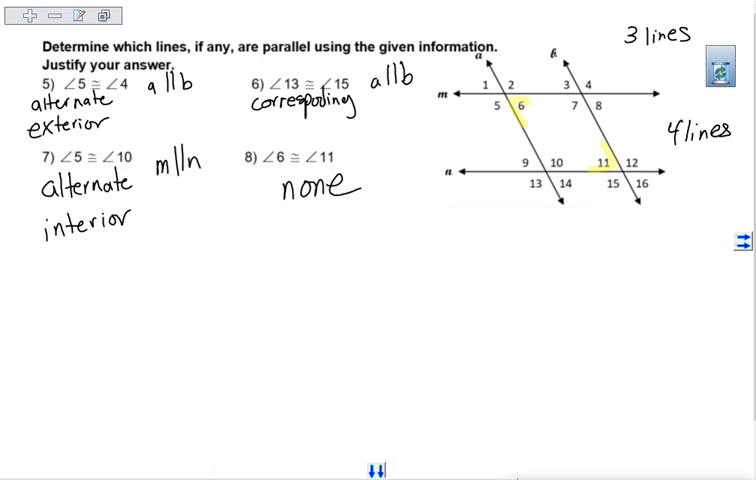 Determine which lines, if any, are parallel using the given information.
Justify your answer.
5) ∠5 ≅ ∠4 a||b
alternate
exterior
6) ∠13 ≅ ∠15 a||b
correspoding
7) ∠5 ≅ ∠10 m||n
alternate
interior
8) ∠6 ≅ ∠11
none
3 lines
4 lines
a b
1 2 3 4
m
5 6 7 8
9 10 11 12
n
13 14 15 16